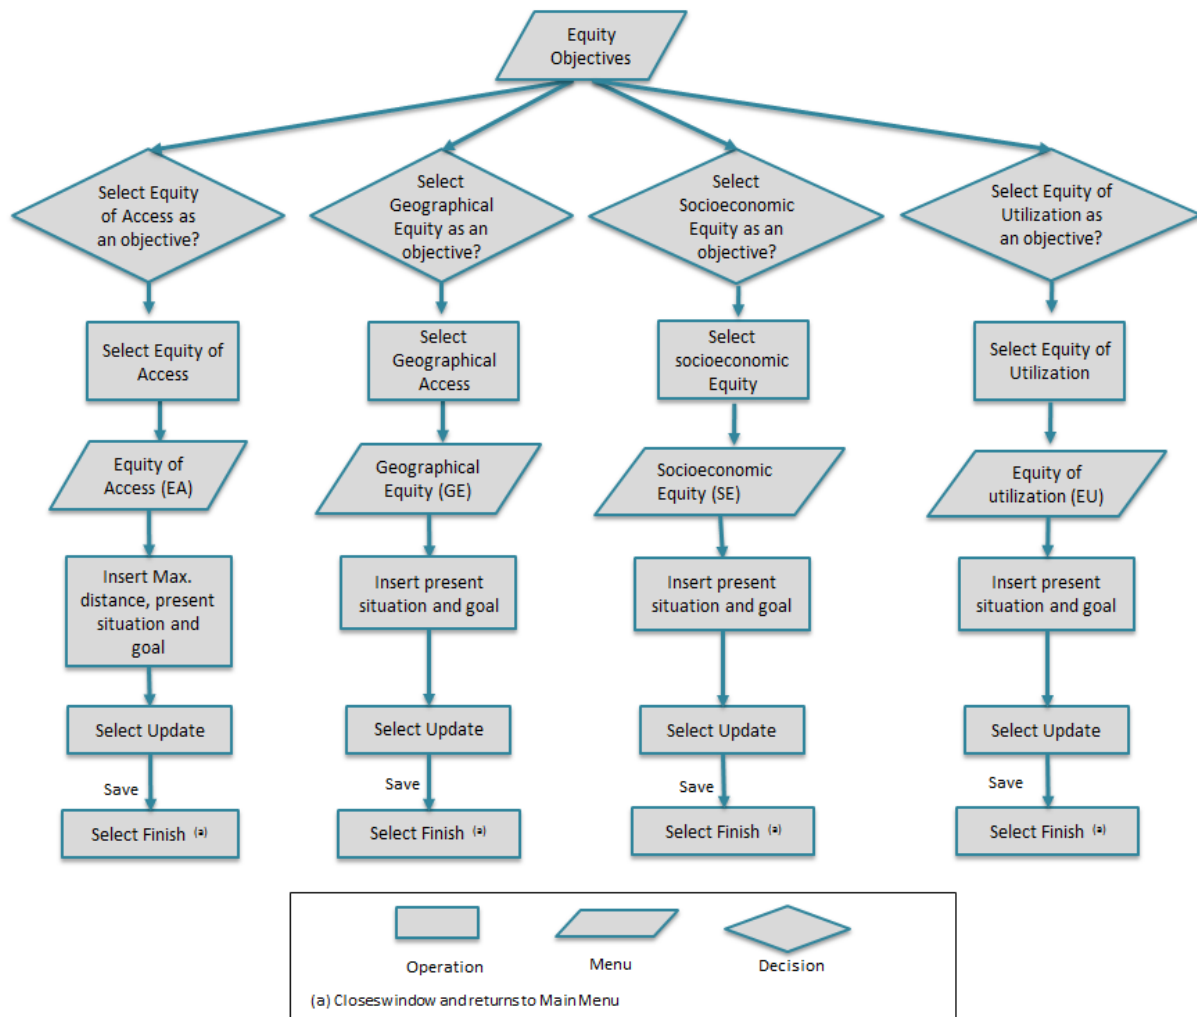 Equity
Objectives
Select Equity
of Access as
an objective?
Select
Geographical
Equity as an
objective?
Select
Socioeconomic
Equity as an
objective?
Select Equity of
Utilization as
an objective?
Select Equity of
Access
Select
Geographical
Access
Select
socioeconomic
Equity
Select Equity of
Utilization
Equity of
Access (EA)
Geographical
Equity (GE)
Socioeconomic
Equity (SE)
Equity of
utilization (EU)
Insert Max.
distance, present
situation and
goal
Insert present
situation and goal
Insert present
situation and goal
Insert present
situation and goal
Select Update
Select Update
Select Update
Select Update
Save
Save
Save
Save
Select Finish (a)
Select Finish (a)
Select Finish (a)
Select Finish (a)
Operation
Menu
Decision
(a) Closeswindow and returns to Main Menu